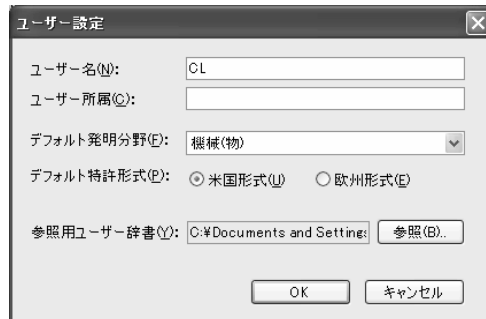 ユーザー設定
ユーザー名(N): CL
ユーザー所属(C):
デフォルト発明分野(F): 機械(物)
デフォルト特許形式(P): 米国形式(U) 欧州形式(E)
参照用ユーザー辞書(Y): C:¥Documents and Settings 参照(B)..
OK キャンセル